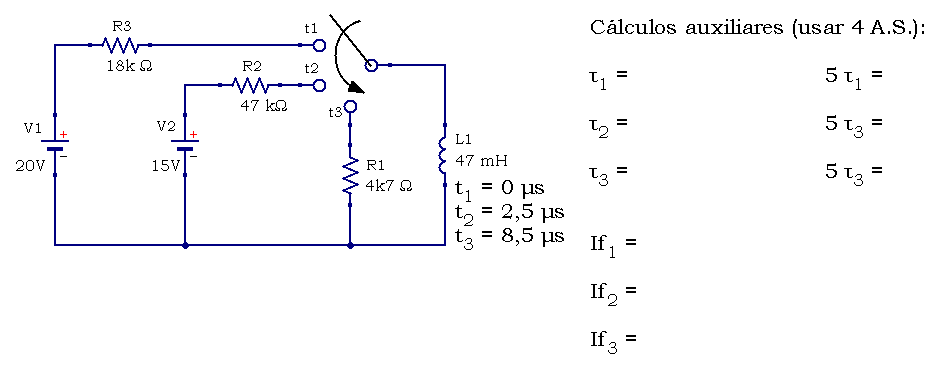 R3
18k Ω
t1
R2
47 kΩ
t2
t3
V1
+
−
20V
V2
+
−
15V
R1
4k7 Ω
L1
47 mH
t1 = 0 µs
t2 = 2,5 µs
t3 = 8,5 µs
Cálculos auxiliares (usar 4 A.S.):
τ1 = 5 τ1 =
τ2 = 5 τ3 =
τ3 = 5 τ3 =
If1 =
If2 =
If3 =